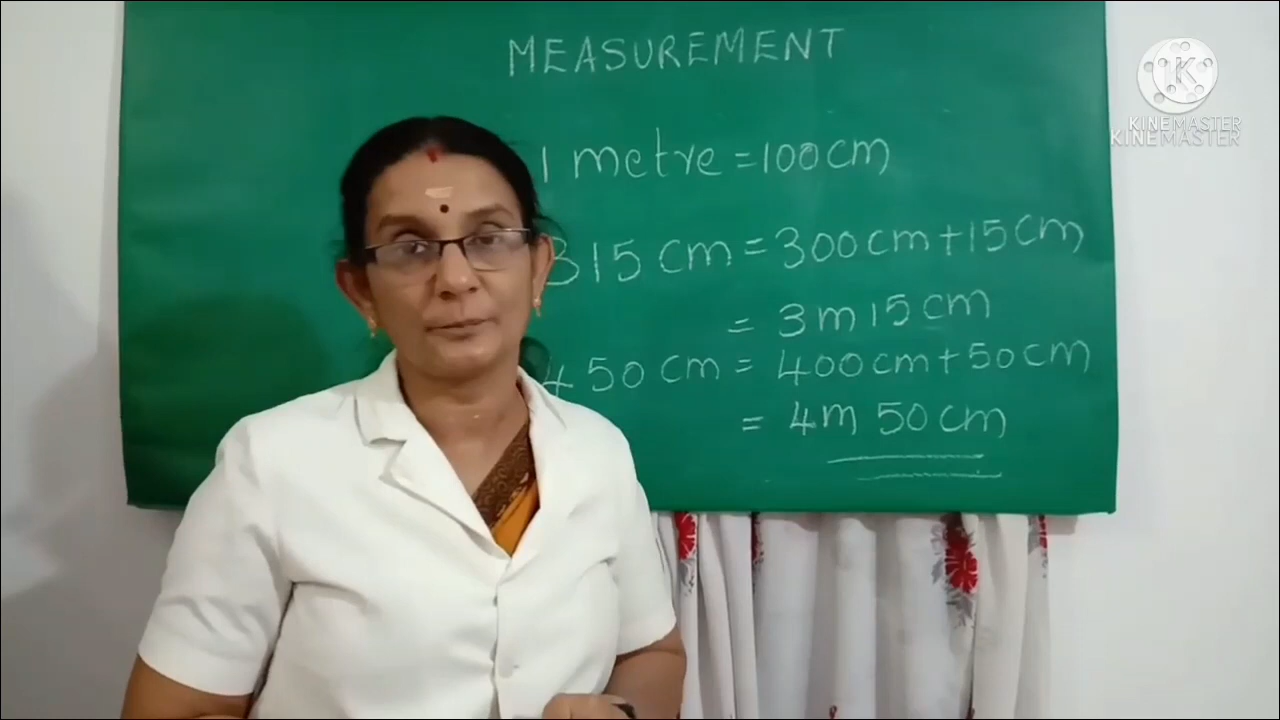 MEASUREMENT
1 metre = 100 cm
315 cm = 300 cm + 15 cm
= 3 m 15 cm
450 cm = 400 cm + 50 cm
= 4 m 50 cm
K
KINEMASTER
KINEMASTER